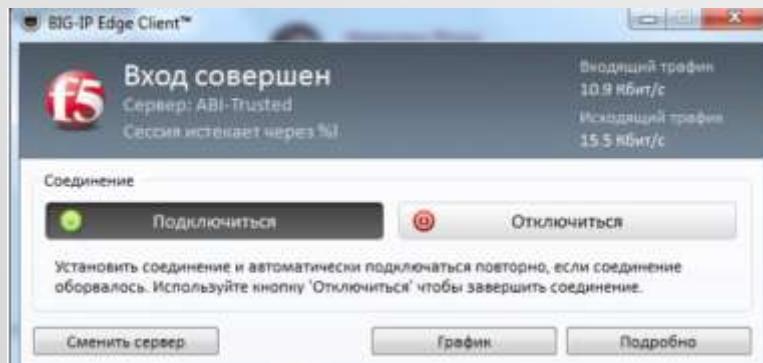 BIG-IP Edge Client™
f5
Вход совершен
Сервер: ABI-Trusted
Сессия истекает через %l
Входящий трафик
10.9 Кбит/с
Исходящий трафик
15.5 Кбит/с
Соединение
Подключиться
Отключиться
Установить соединение и автоматически подключаться повторно, если соединение
оборвалось. Используйте кнопку 'Отключиться' чтобы завершить соединение.
Сменить сервер
График
Подробно